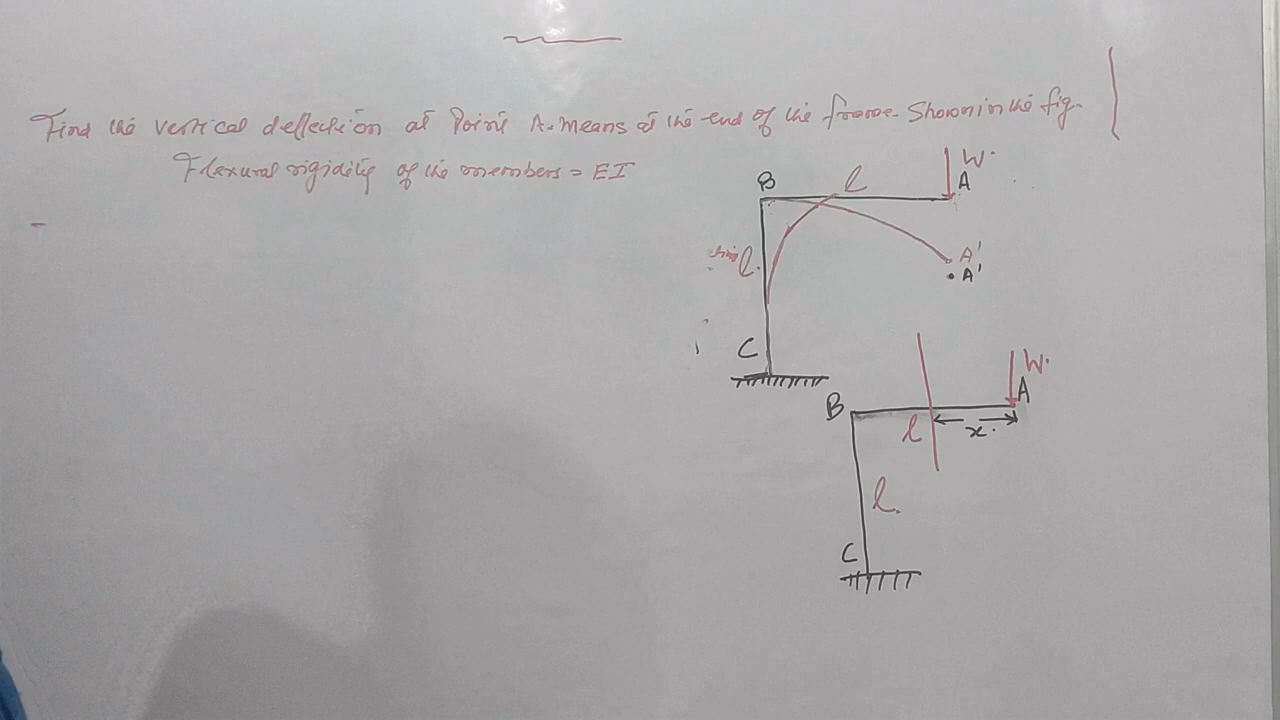 Find the vertical deflection at Point A. Means at the end of the frame Shown in the fig.
Flexural rigidity of the members = EI
B l W. A
l. A'
A'
C
W.
B A
l x.
l.
C